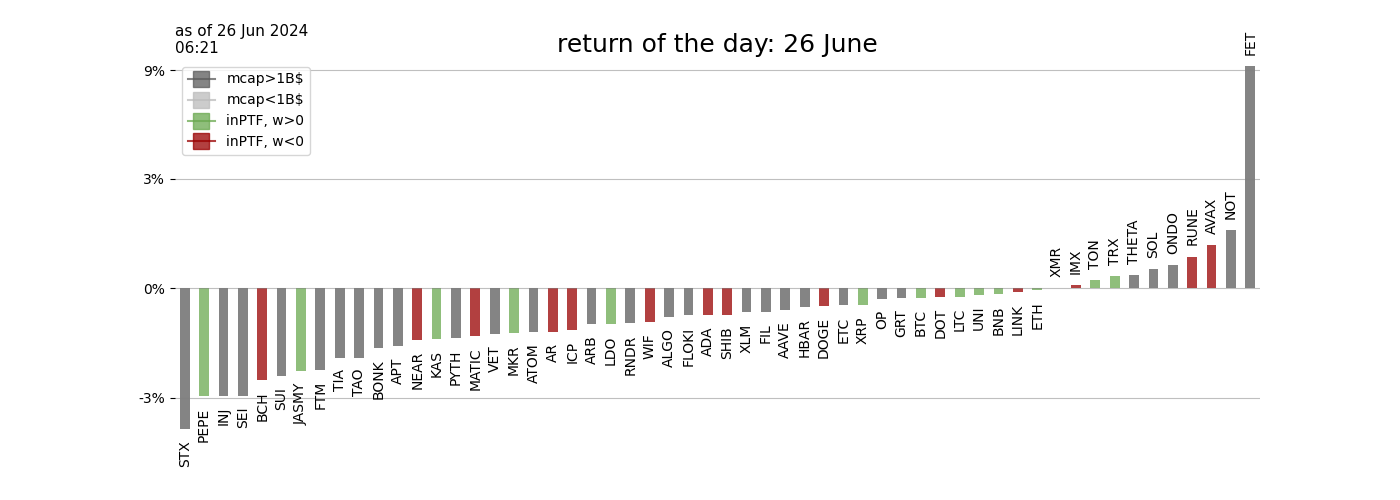 as of 26 Jun 2024
06:21
return of the day: 26 June
mcap>1B$
mcap<1B$
inPTF, w>0
inPTF, w<0
9%
3%
0%
-3%
STX
PEPE
INJ
SEI
BCH
SUI
JASMY
FTM
TIA
TAO
BONK
APT
NEAR
KAS
PYTH
MATIC
VET
MKR
ATOM
AR
ICP
ARB
LDO
RNDR
WIF
ALGO
FLOKI
ADA
SHIB
XLM
FIL
AAVE
HBAR
DOGE
ETC
XRP
OP
GRT
BTC
DOT
LTC
UNI
BNB
LINK
ETH
XMR
IMX
TON
TRX
THETA
SOL
ONDO
RUNE
AVAX
NOT
FET